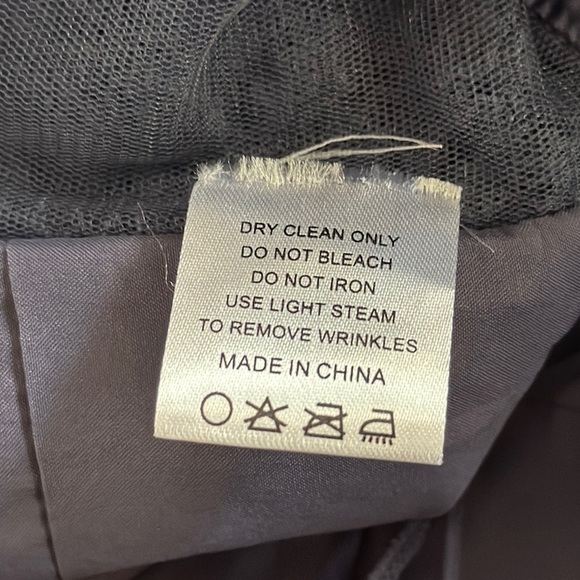 DRY CLEAN ONLY
DO NOT BLEACH
DO NOT IRON
USE LIGHT STEAM
TO REMOVE WRINKLES
MADE IN CHINA